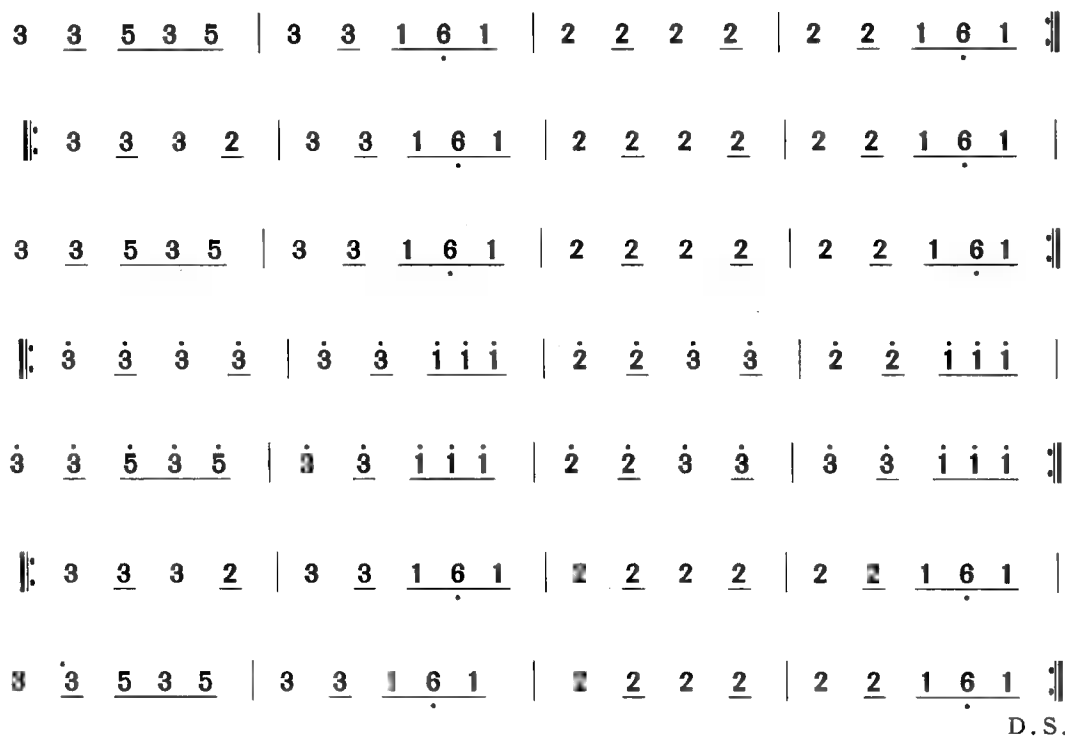 3 3 5 3 5 | 3 3 1 6̣ 1 | 2 2 2 2 | 2 2 1 6̣ 1 :‖
‖: 3 3 3 2 | 3 3 1 6̣ 1 | 2 2 2 2 | 2 2 1 6̣ 1 |
3 3 5 3 5 | 3 3 1 6̣ 1 | 2 2 2 2 | 2 2 1 6̣ 1 :‖
‖: 3̇ 3̇ 3̇ 3̇ | 3̇ 3̇ 1̇ 1̇ 1̇ | 2̇ 2̇ 3̇ 3̇ | 2̇ 2̇ 1̇ 1̇ 1̇ |
3̇ 3̇ 5̇ 3̇ 5̇ | 3̇ 3̇ 1̇ 1̇ 1̇ | 2̇ 2̇ 3̇ 3̇ | 3̇ 3̇ 1̇ 1̇ 1̇ :‖
‖: 3 3 3 2 | 3 3 1 6̣ 1 | 2 2 2 2 | 2 2 1 6̣ 1 |
3 3 5 3 5 | 3 3 1 6̣ 1 | 2 2 2 2 | 2 2 1 6̣ 1 :‖
D.S.